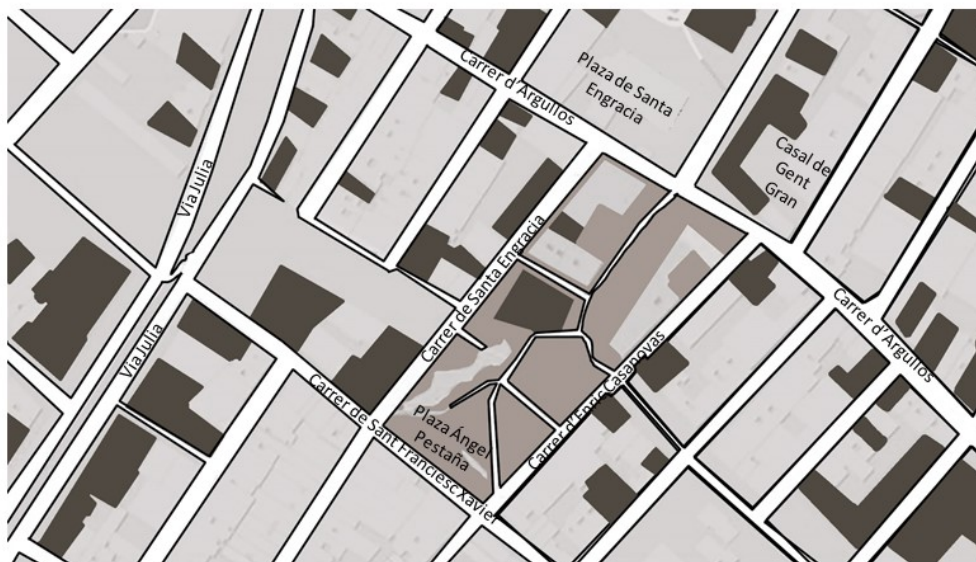 Carrer d'Argullos
Plaza de Santa
Engracia
Casal de
Gent
Gran
Via Julia
Carrer de Santa Engracia
Carrer d'Argullos
Via Julia
Carrer d'Enric Casanovas
Carrer de Sant Franciesc Xavier
Plaza Ángel
Pestaña